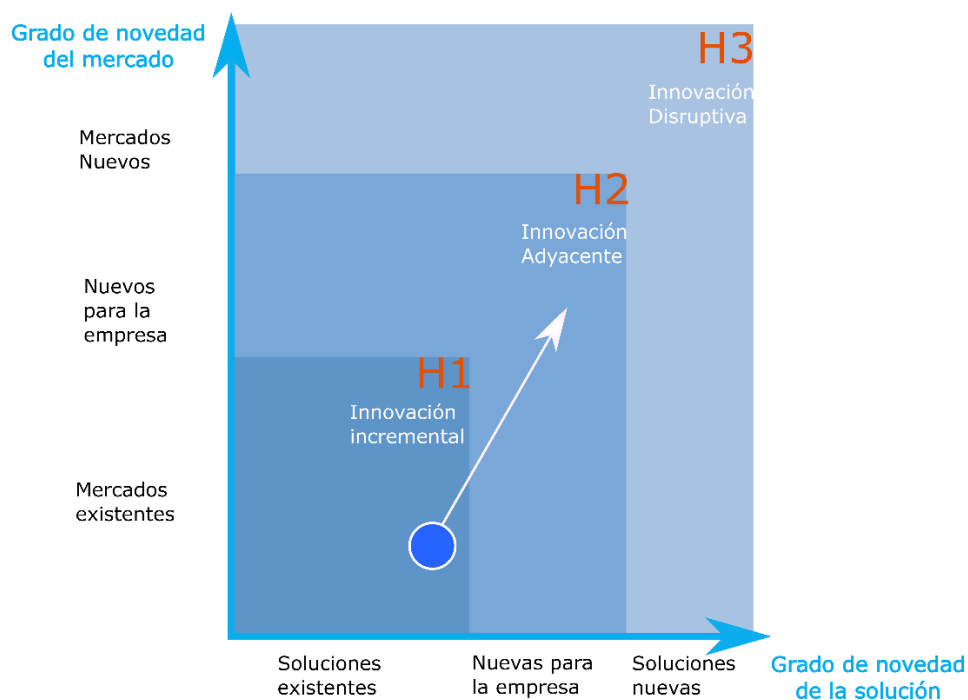 Grado de novedad
del mercado
H3
Innovación
Disruptiva
Mercados
Nuevos
H2
Innovación
Adyacente
Nuevos
para la
empresa
H1
Innovación
incremental
Mercados
existentes
Soluciones
existentes
Nuevas para
la empresa
Soluciones
nuevas
Grado de novedad
de la solución